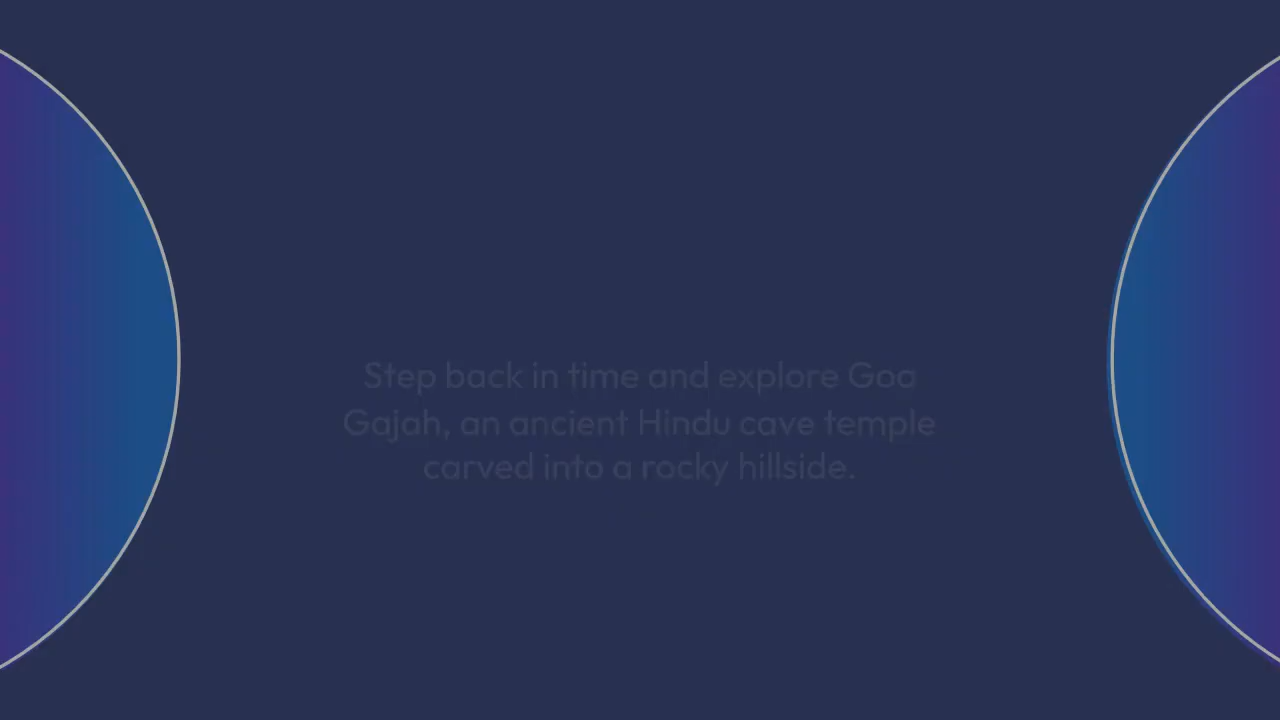 Step back in time and explore Goa
Gajah, an ancient Hindu cave temple
carved into a rocky hillside.